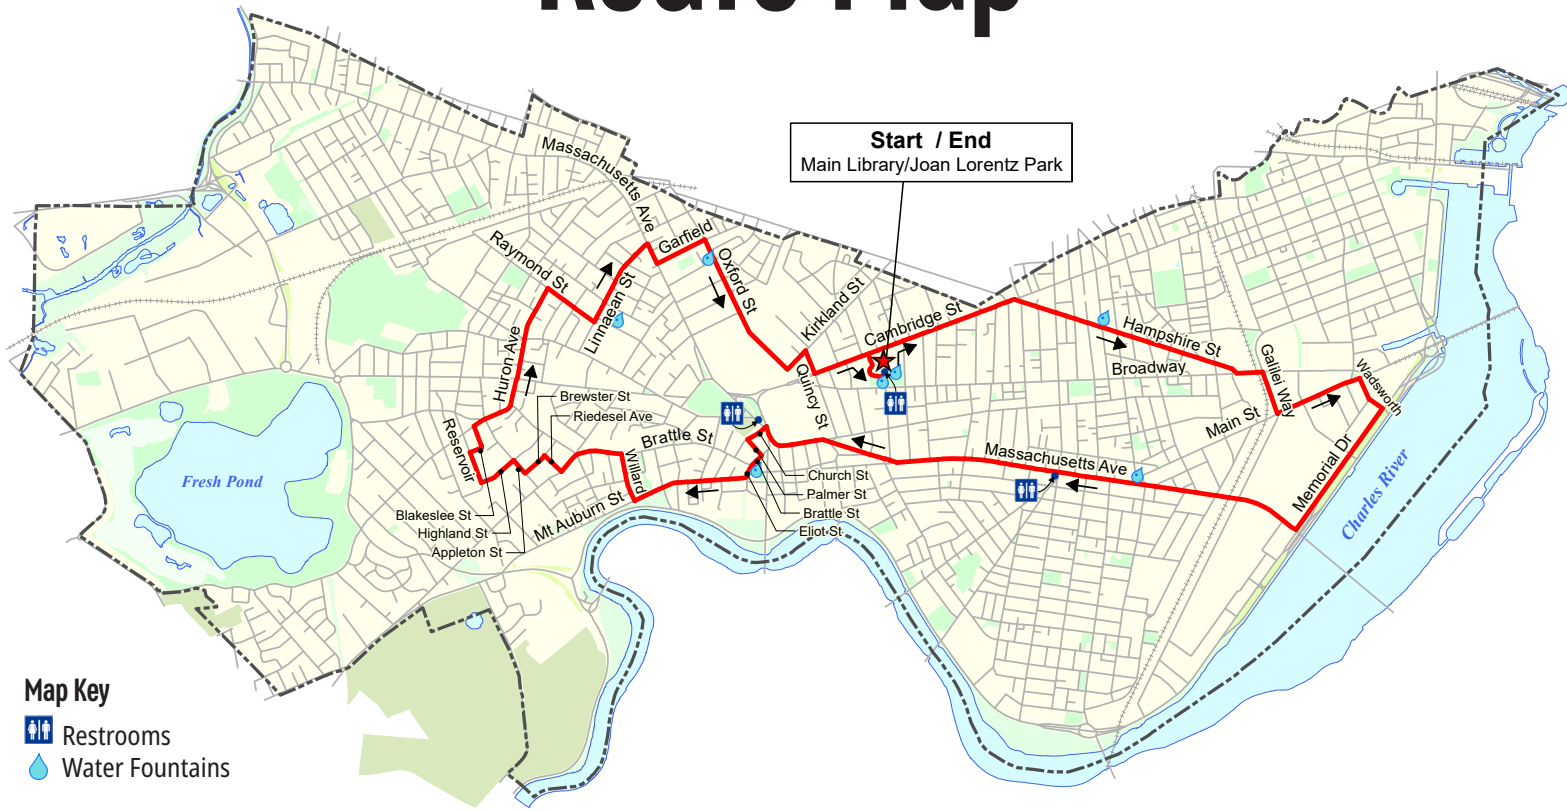 Route Map
Start / End
Main Library/Joan Lorentz Park
Massachusetts Ave
Garfield
Raymond St
Oxford St
Linnaean St
Kirkland St
Cambridge St
Hampshire St
Huron Ave
Broadway
Galilei Way
Wadsworth
Quincy St
Main St
Brewster St
Riedesel Ave
Reservoir
Brattle St
Willard
Massachusetts Ave
Memorial Dr
Charles River
Fresh Pond
Church St
Palmer St
Brattle St
Eliot St
Mt Auburn St
Blakeslee St
Highland St
Appleton St
Map Key
Restrooms
Water Fountains